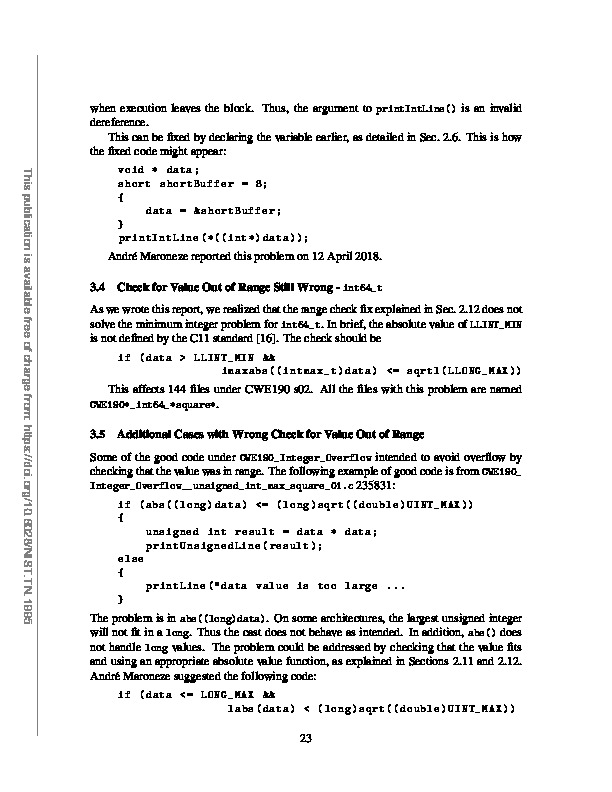 when execution leaves the block. Thus, the argument to printIntLine() is an invalid
dereference.
This can be fixed by declaring the variable earlier, as detailed in Sec. 2.6. This is how
the fixed code might appear:
void * data;
short shortBuffer = 8;
{
data = &shortBuffer;
}
printIntLine(*((int*)data));
André Maroneze reported this problem on 12 April 2018.
3.4 Check for Value Out of Range Still Wrong - int64_t
As we wrote this report, we realized that the range check fix explained in Sec. 2.12 does not
solve the minimum integer problem for int64_t. In brief, the absolute value of LLINT_MIN
is not defined by the C11 standard [16]. The check should be
if (data > LLINT_MIN &&
imaxabs((intmax_t)data) <= sqrtl(LLONG_MAX))
This affects 144 files under CWE190 s02. All the files with this problem are named
CWE190*_int64_*square*.
3.5 Additional Cases with Wrong Check for Value Out of Range
Some of the good code under CWE190_Integer_Overflow intended to avoid overflow by
checking that the value was in range. The following example of good code is from CWE190_
Integer_Overflow__unsigned_int_max_square_01.c 235831:
if (abs((long)data) <= (long)sqrt((double)UINT_MAX))
{
unsigned int result = data * data;
printUnsignedLine(result);
else
{
printLine("data value is too large ...
}
The problem is in abs((long)data). On some architectures, the largest unsigned integer
will not fit in a long. Thus the cast does not behave as intended. In addition, abs() does
not handle long values. The problem could be addressed by checking that the value fits
and using an appropriate absolute value function, as explained in Sections 2.11 and 2.12.
André Maroneze suggested the following code:
if (data <= LONG_MAX &&
labs(data) < (long)sqrt((double)UINT_MAX))
23
This publication is available free of charge from: https://doi.org/10.6028/NIST.TN.1995